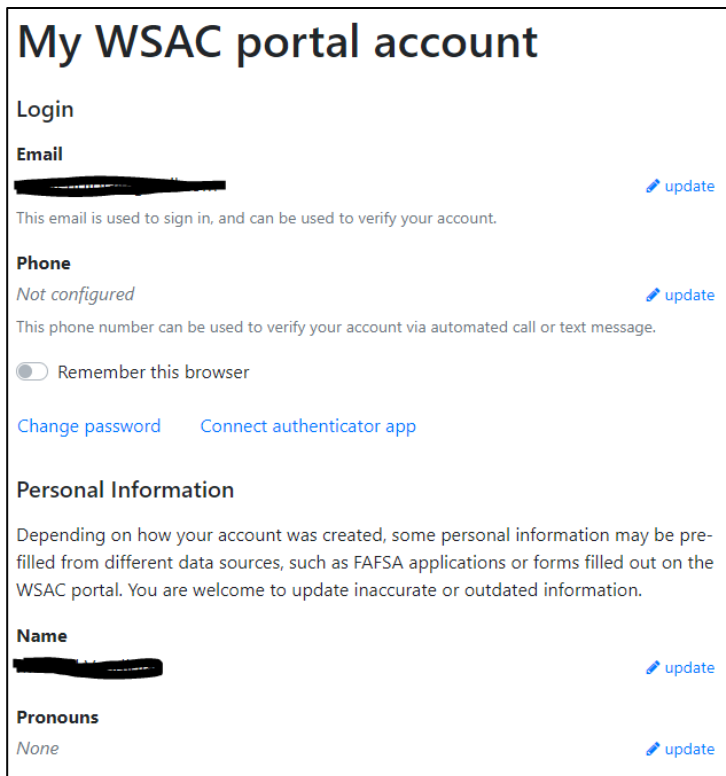 My WSAC portal account
Login
Email
update
This email is used to sign in, and can be used to verify your account.
Phone
Not configured
update
This phone number can be used to verify your account via automated call or text message.
Remember this browser
Change password Connect authenticator app
Personal Information
Depending on how your account was created, some personal information may be pre-
filled from different data sources, such as FAFSA applications or forms filled out on the
WSAC portal. You are welcome to update inaccurate or outdated information.
Name
update
Pronouns
None
update